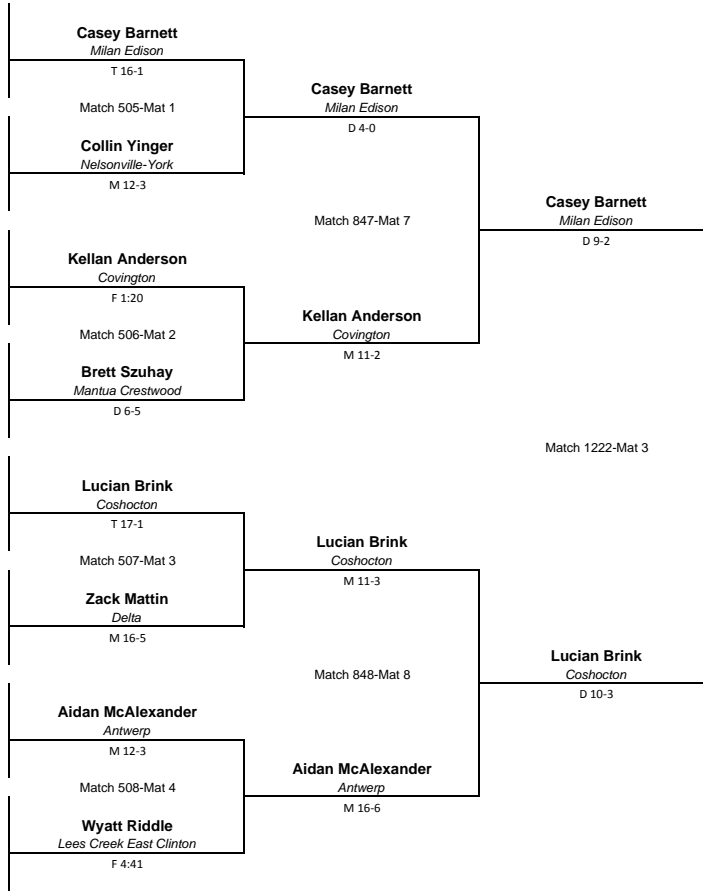 Casey Barnett
Milan Edison
T 16-1
Match 505-Mat 1
Collin Yinger
Nelsonville-York
M 12-3
Kellan Anderson
Covington
F 1:20
Match 506-Mat 2
Brett Szuhay
Mantua Crestwood
D 6-5
Lucian Brink
Coshocton
T 17-1
Match 507-Mat 3
Zack Mattin
Delta
M 16-5
Aidan McAlexander
Antwerp
M 12-3
Match 508-Mat 4
Wyatt Riddle
Lees Creek East Clinton
F 4:41
Casey Barnett
Milan Edison
D 4-0
Match 847-Mat 7
Kellan Anderson
Covington
M 11-2
Lucian Brink
Coshocton
M 11-3
Match 848-Mat 8
Aidan McAlexander
Antwerp
M 16-6
Casey Barnett
Milan Edison
D 9-2
Match 1222-Mat 3
Lucian Brink
Coshocton
D 10-3